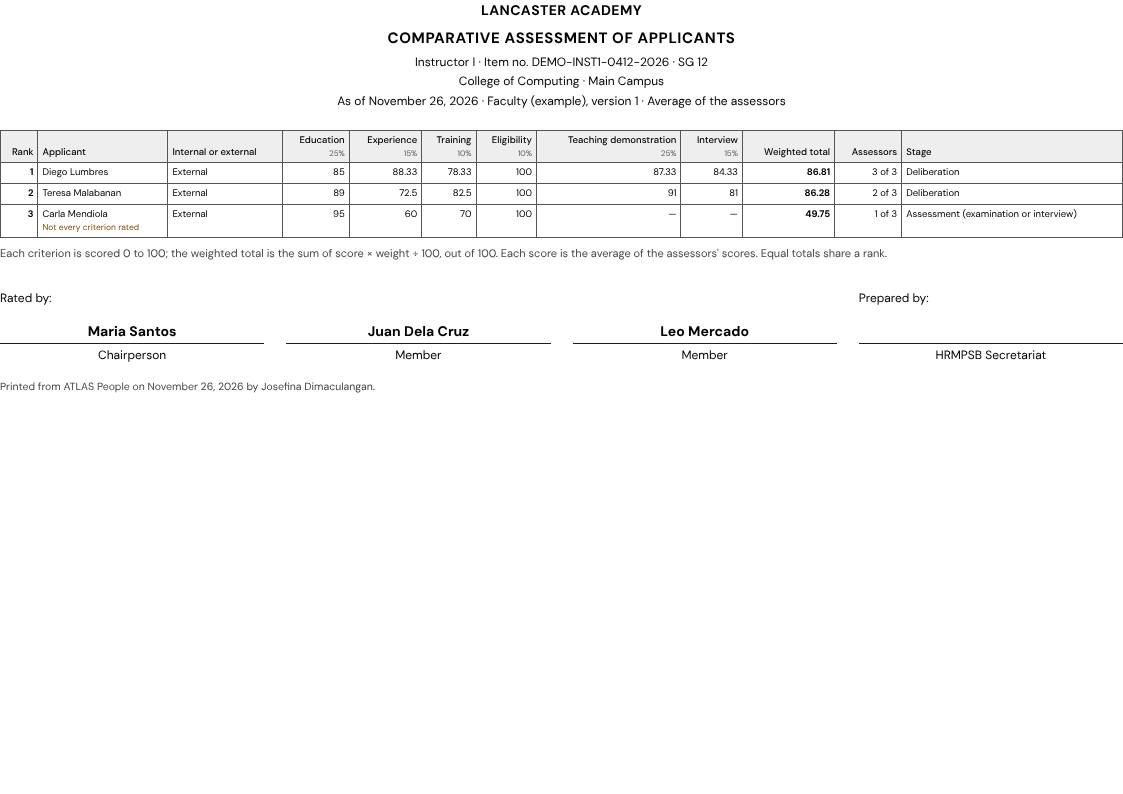 LANCASTER ACADEMY
COMPARATIVE ASSESSMENT OF APPLICANTS
Instructor I · Item no. DEMO-INST1-0412-2026 · SG 12
College of Computing · Main Campus
As of November 26, 2026 · Faculty (example), version 1 · Average of the assessors
Rank Applicant Internal or external Education 25% Experience 15% Training 10% Eligibility 10% Teaching demonstration 25% Interview 15% Weighted total Assessors Stage
1 Diego Lumbres External 85 88.33 78.33 100 87.33 84.33 86.81 3 of 3 Deliberation
2 Teresa Malabanan External 89 72.5 82.5 100 91 81 86.28 2 of 3 Deliberation
3 Carla Mendiola External 95 60 70 100 — — 49.75 1 of 3 Assessment (examination or interview)
Not every criterion rated
Each criterion is scored 0 to 100; the weighted total is the sum of score × weight ÷ 100, out of 100. Each score is the average of the assessors' scores. Equal totals share a rank.
Rated by: Prepared by:
Maria Santos Juan Dela Cruz Leo Mercado
Chairperson Member Member HRMPSB Secretariat
Printed from ATLAS People on November 26, 2026 by Josefina Dimaculangan.